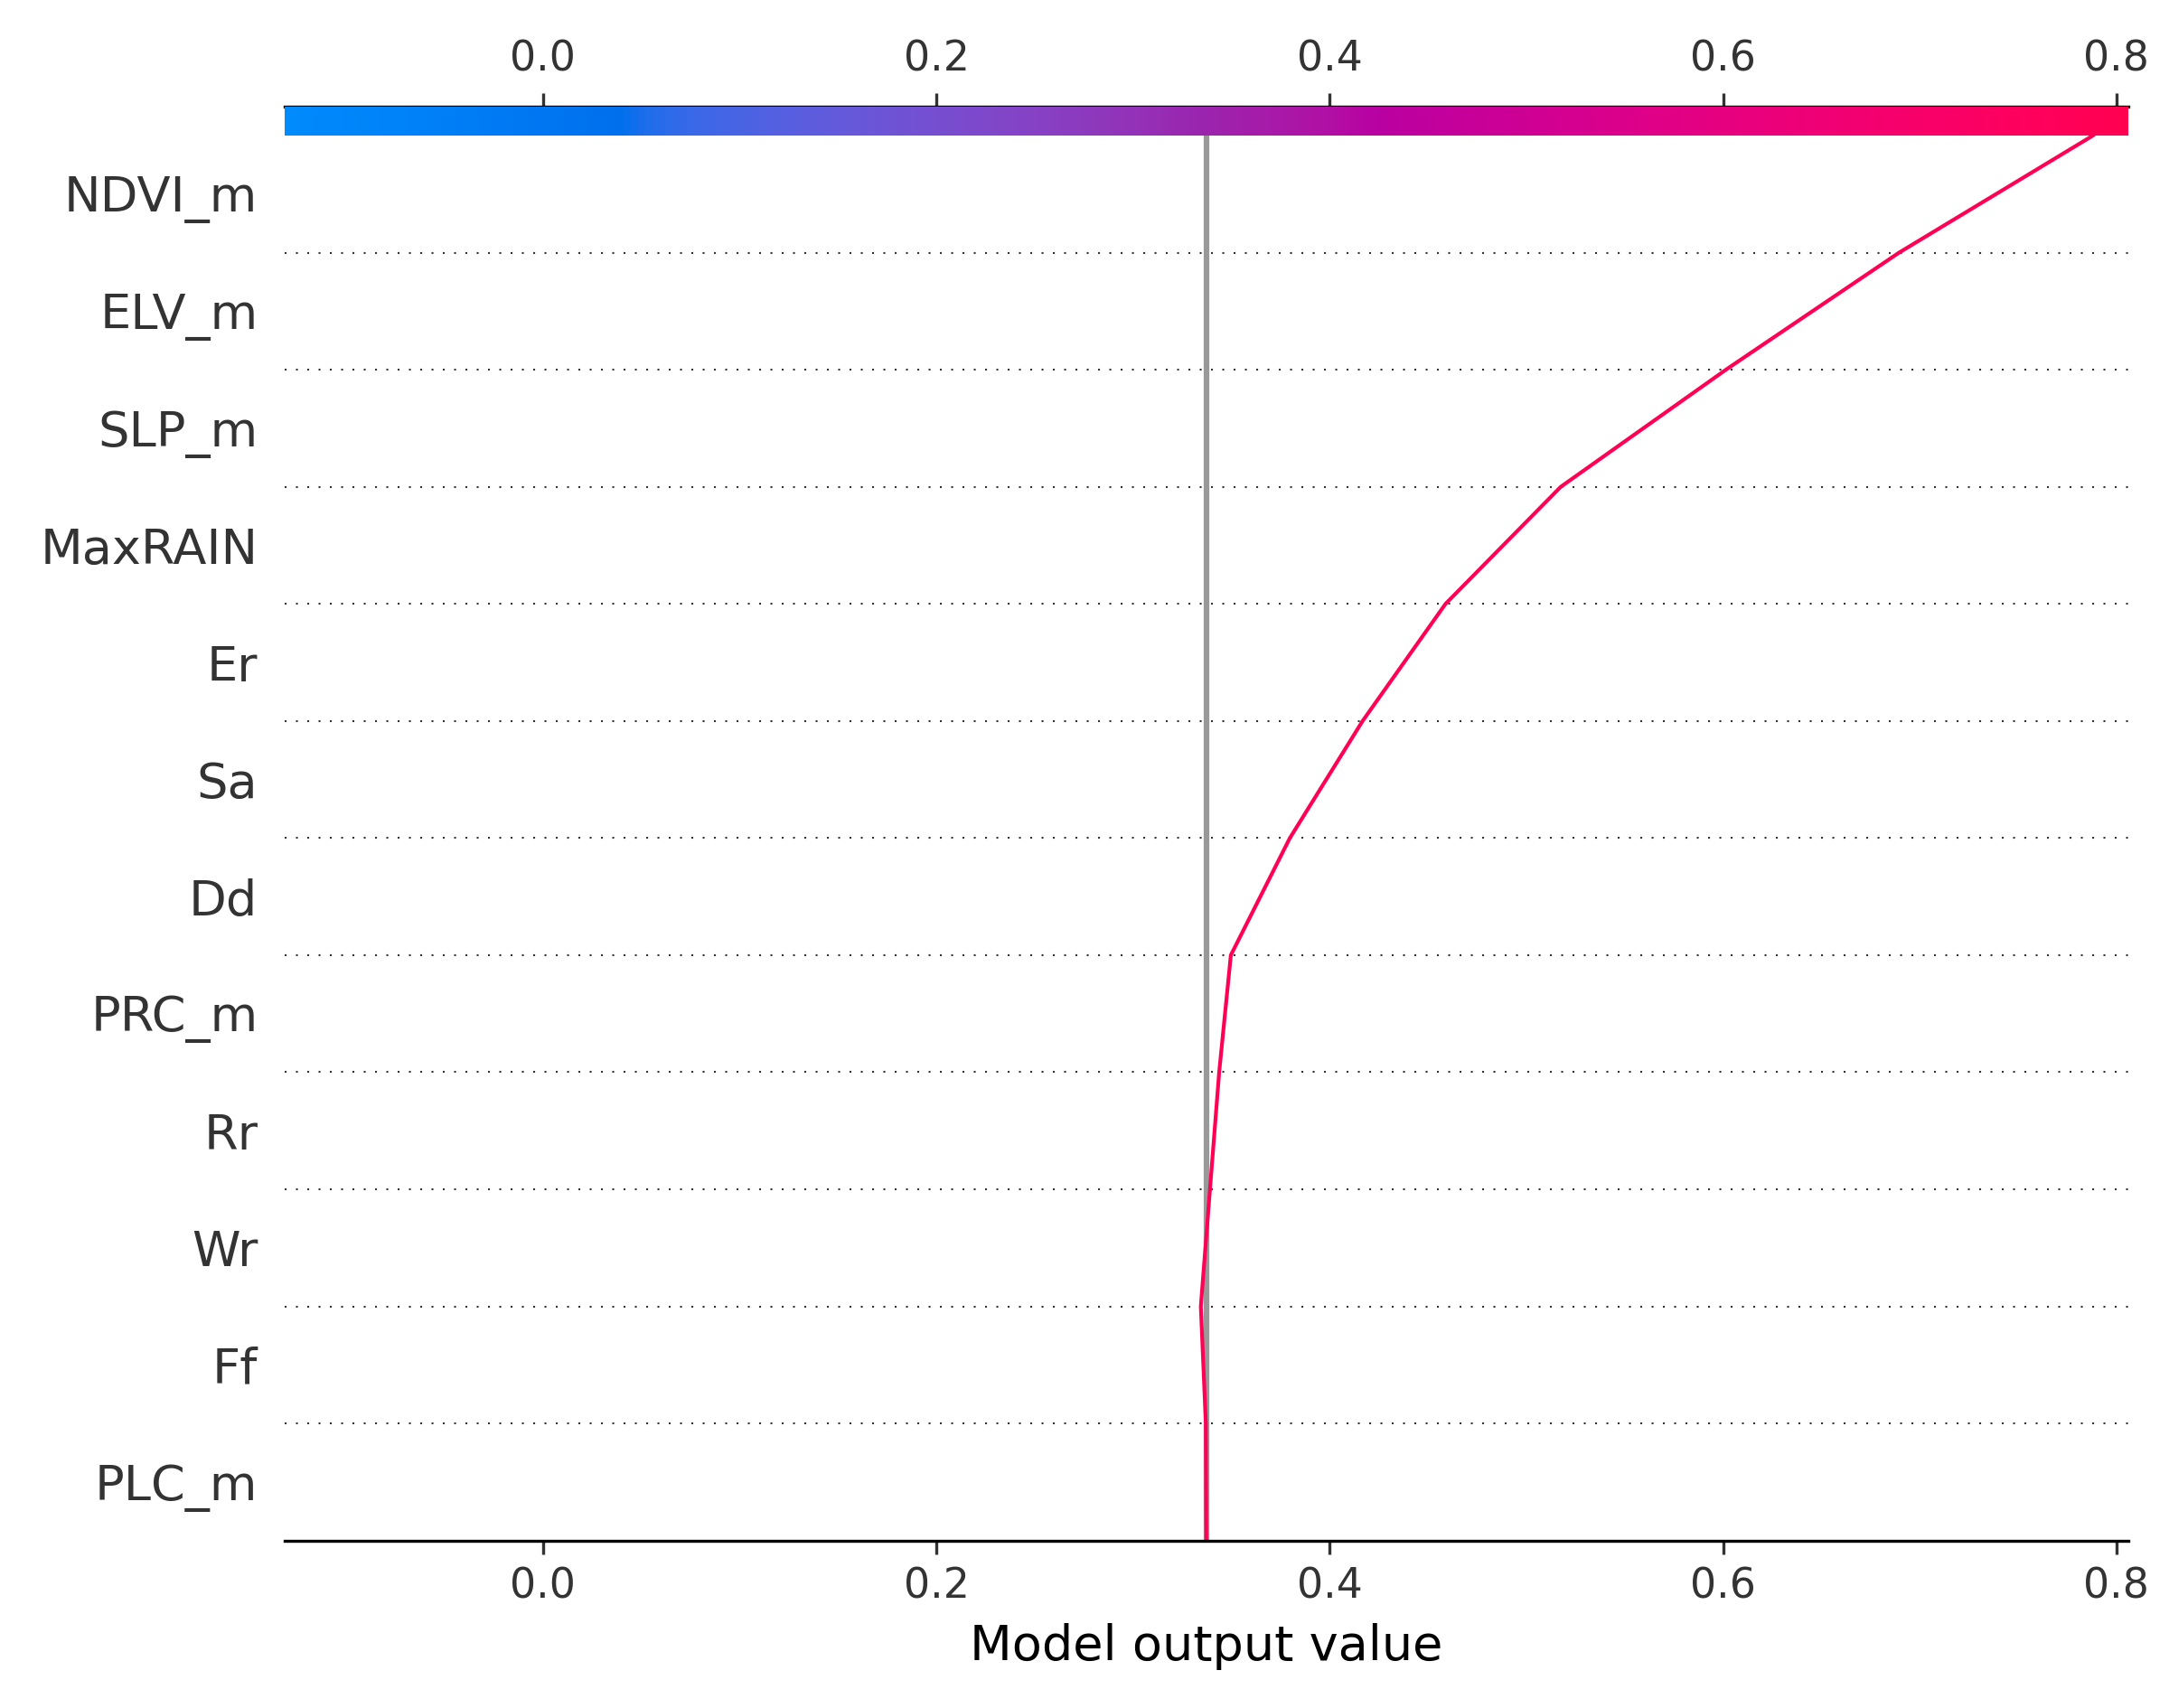 0.0 0.2 0.4 0.6 0.8
NDVI_m
ELV_m
SLP_m
MaxRAIN
Er
Sa
Dd
PRC_m
Rr
Wr
Ff
PLC_m
0.0 0.2 0.4 0.6 0.8
Model output value